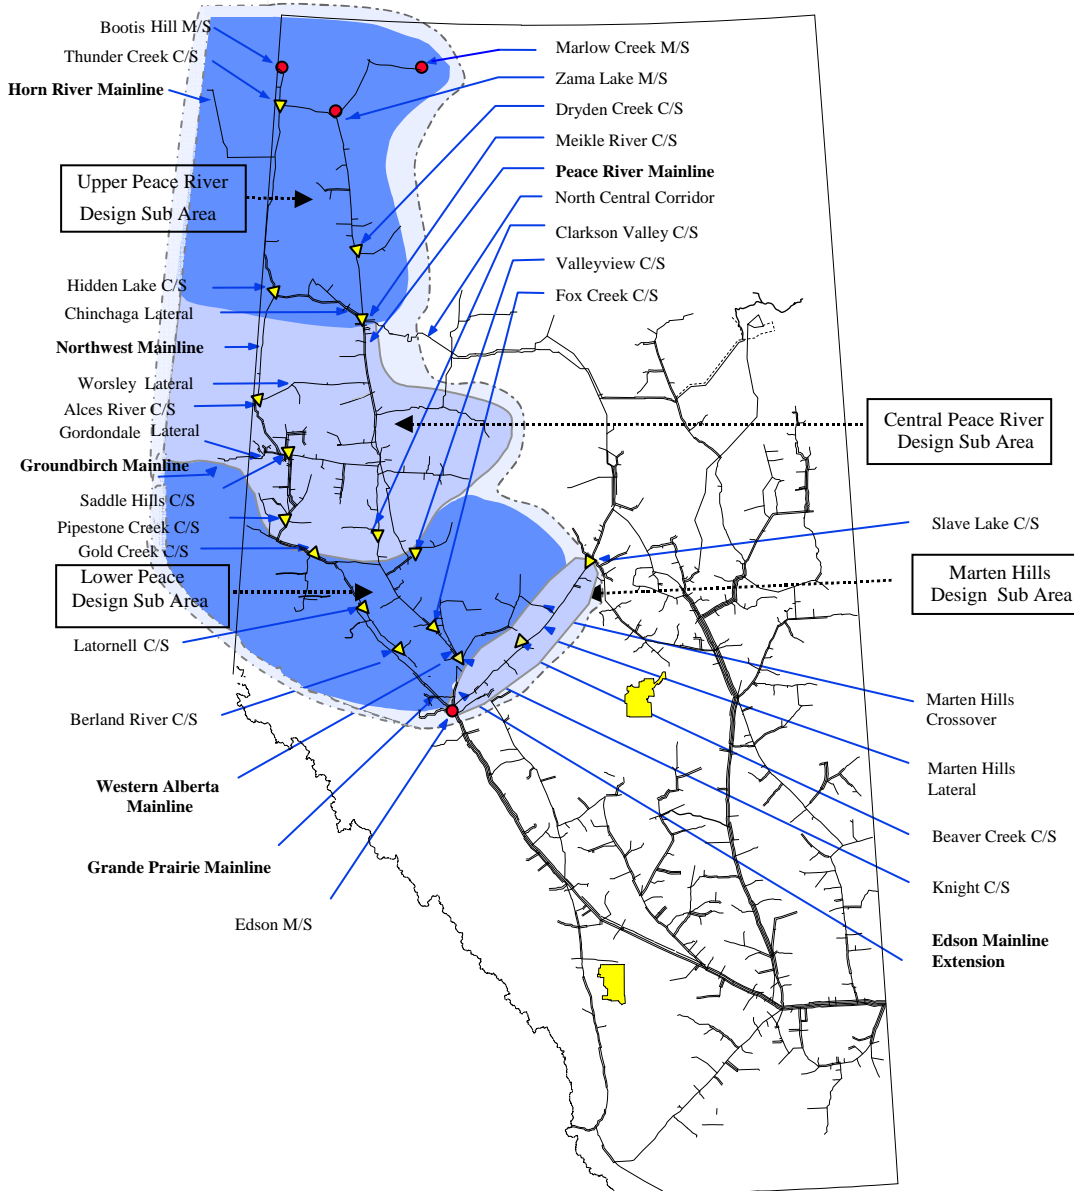 Bootis Hill M/S
Thunder Creek C/S
Horn River Mainline
Upper Peace River
Design Sub Area
Hidden Lake C/S
Chinchaga Lateral
Northwest Mainline
Worsley Lateral
Alces River C/S
Gordondale Lateral
Groundbirch Mainline
Saddle Hills C/S
Pipestone Creek C/S
Gold Creek C/S
Lower Peace
Design Sub Area
Latornell C/S
Berland River C/S
Western Alberta
Mainline
Grande Prairie Mainline
Edson M/S
Marlow Creek M/S
Zama Lake M/S
Dryden Creek C/S
Meikle River C/S
Peace River Mainline
North Central Corridor
Clarkson Valley C/S
Valleyview C/S
Fox Creek C/S
Central Peace River
Design Sub Area
Slave Lake C/S
Marten Hills
Design Sub Area
Marten Hills
Crossover
Marten Hills
Lateral
Beaver Creek C/S
Knight C/S
Edson Mainline
Extension